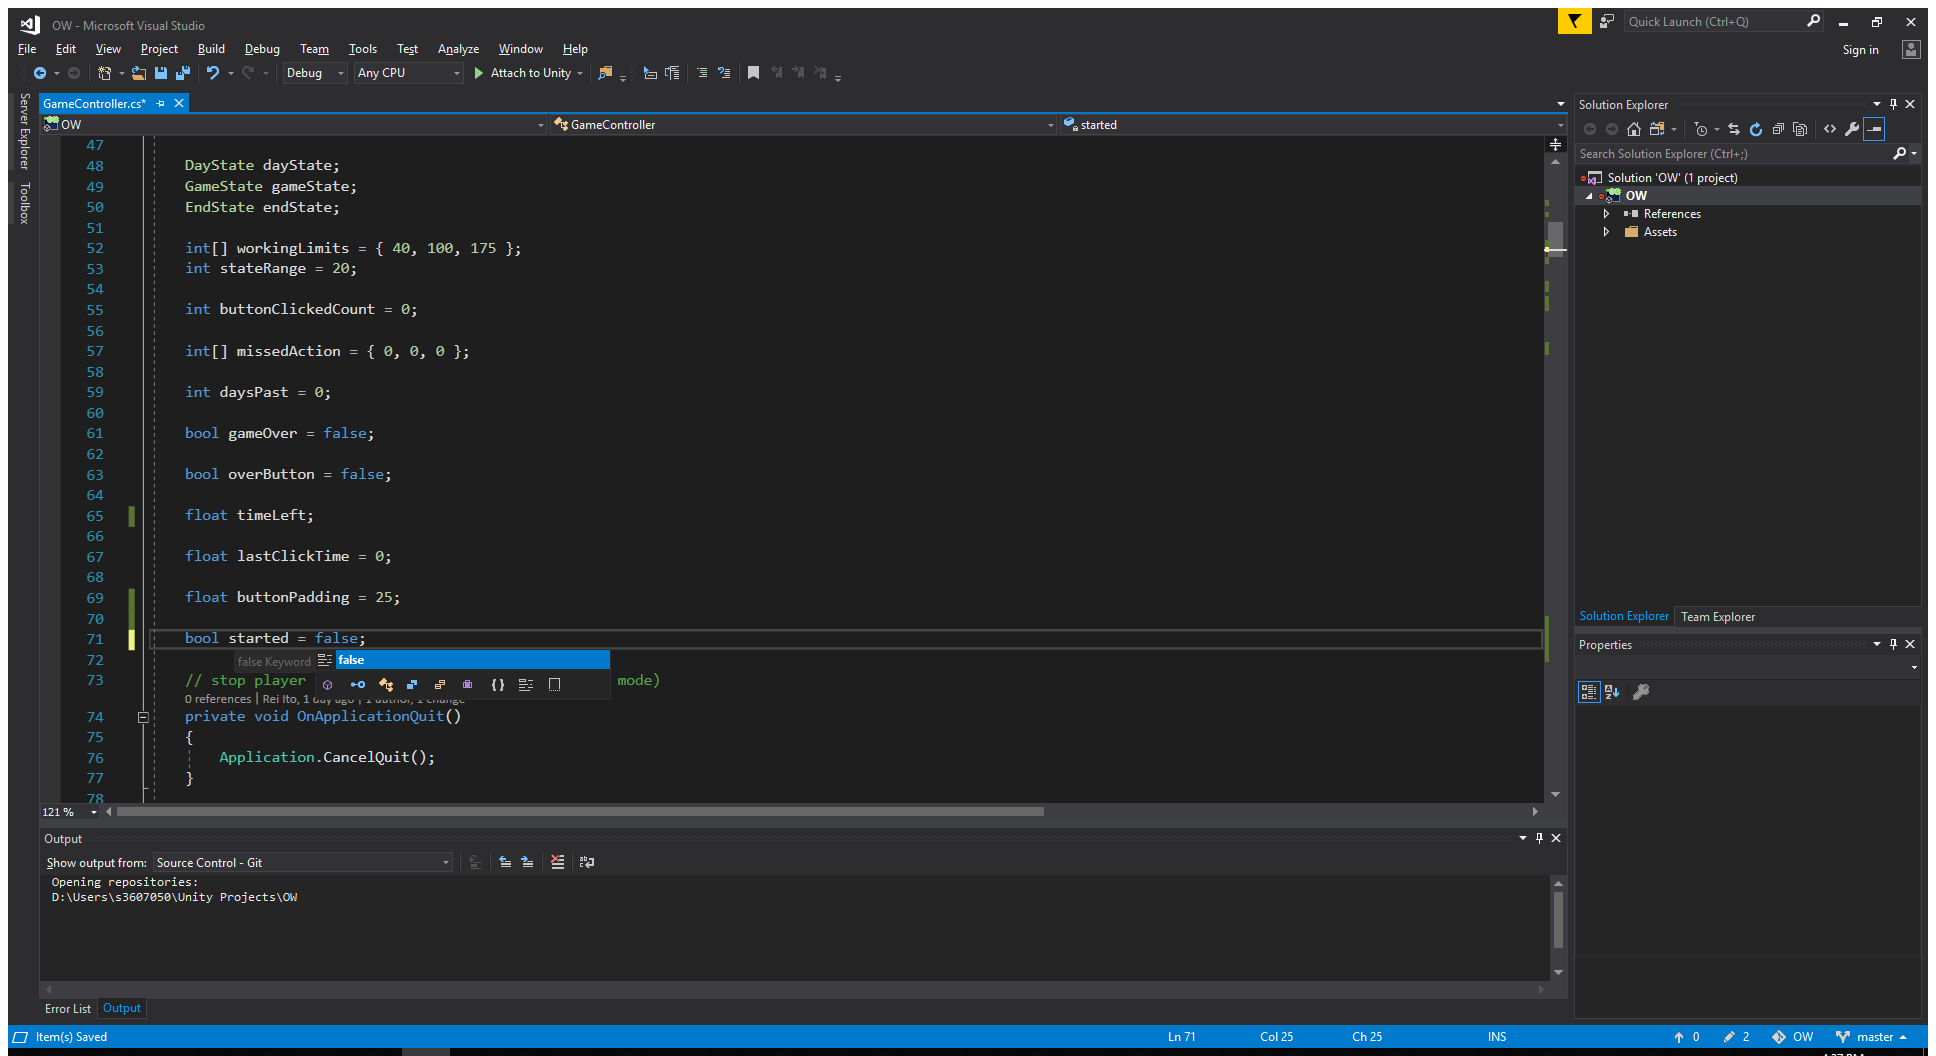 OW - Microsoft Visual Studio
Quick Launch (Ctrl+Q)
File Edit View Project Build Debug Team Tools Test Analyze Window Help
Sign in
Debug Any CPU Attach to Unity
Server Explorer
Toolbox
GameController.cs*
OW GameController started
47
48 DayState dayState;
49 GameState gameState;
50 EndState endState;
51
52 int[] workingLimits = { 40, 100, 175 };
53 int stateRange = 20;
54
55 int buttonClickedCount = 0;
56
57 int[] missedAction = { 0, 0, 0 };
58
59 int daysPast = 0;
60
61 bool gameOver = false;
62
63 bool overButton = false;
64
65 float timeLeft;
66
67 float lastClickTime = 0;
68
69 float buttonPadding = 25;
70
71 bool started = false;
72
false Keyword false
73 // stop player mode)
0 references | Rei Ito, 1 day ago | 1 author, 1 change
74 private void OnApplicationQuit()
75 {
76 Application.CancelQuit();
77 }
78
121 %
Output
Show output from: Source Control - Git
Opening repositories:
D:\Users\s3607050\Unity Projects\OW
Error List Output
Solution Explorer
Search Solution Explorer (Ctrl+;)
Solution 'OW' (1 project)
OW
References
Assets
Solution Explorer Team Explorer
Properties
Item(s) Saved Ln 71 Col 25 Ch 25 INS 0 2 OW master
4:27 PM